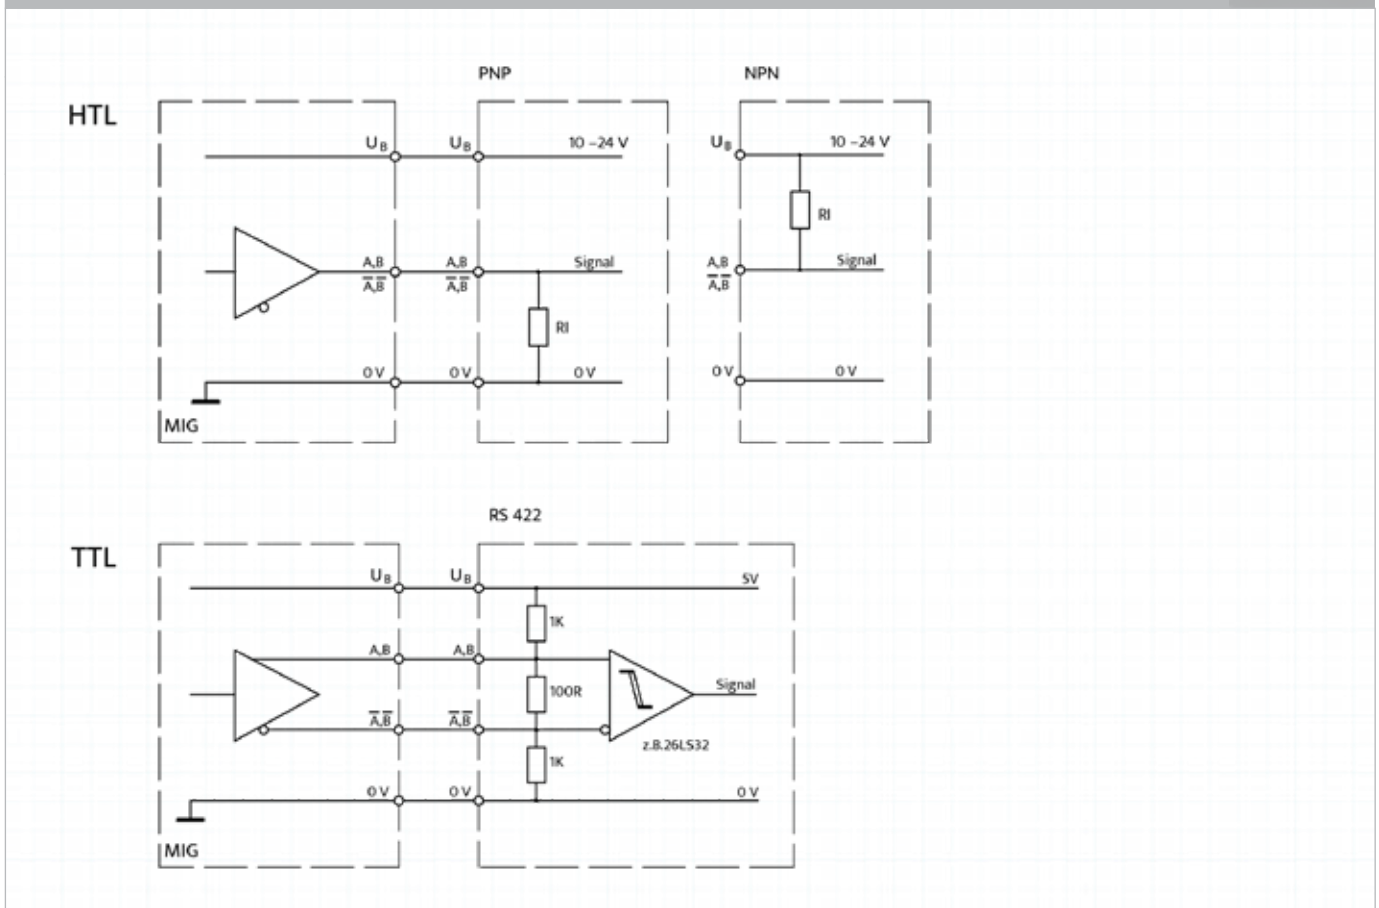 PNP
NPN
HTL
U_B
U_B
10 –24 V
U_B
10 –24 V
RI
A,B
A̅,B̅
A,B
A̅,B̅
Signal
A,B
A̅,B̅
Signal
RI
0 V
0 V
0 V
0 V
0 V
MIG
RS 422
TTL
U_B
U_B
5V
1K
A,B
A,B
100R
Signal
A̅,B̅
A̅,B̅
z.B.26LS32
1K
0 V
0 V
0 V
MIG